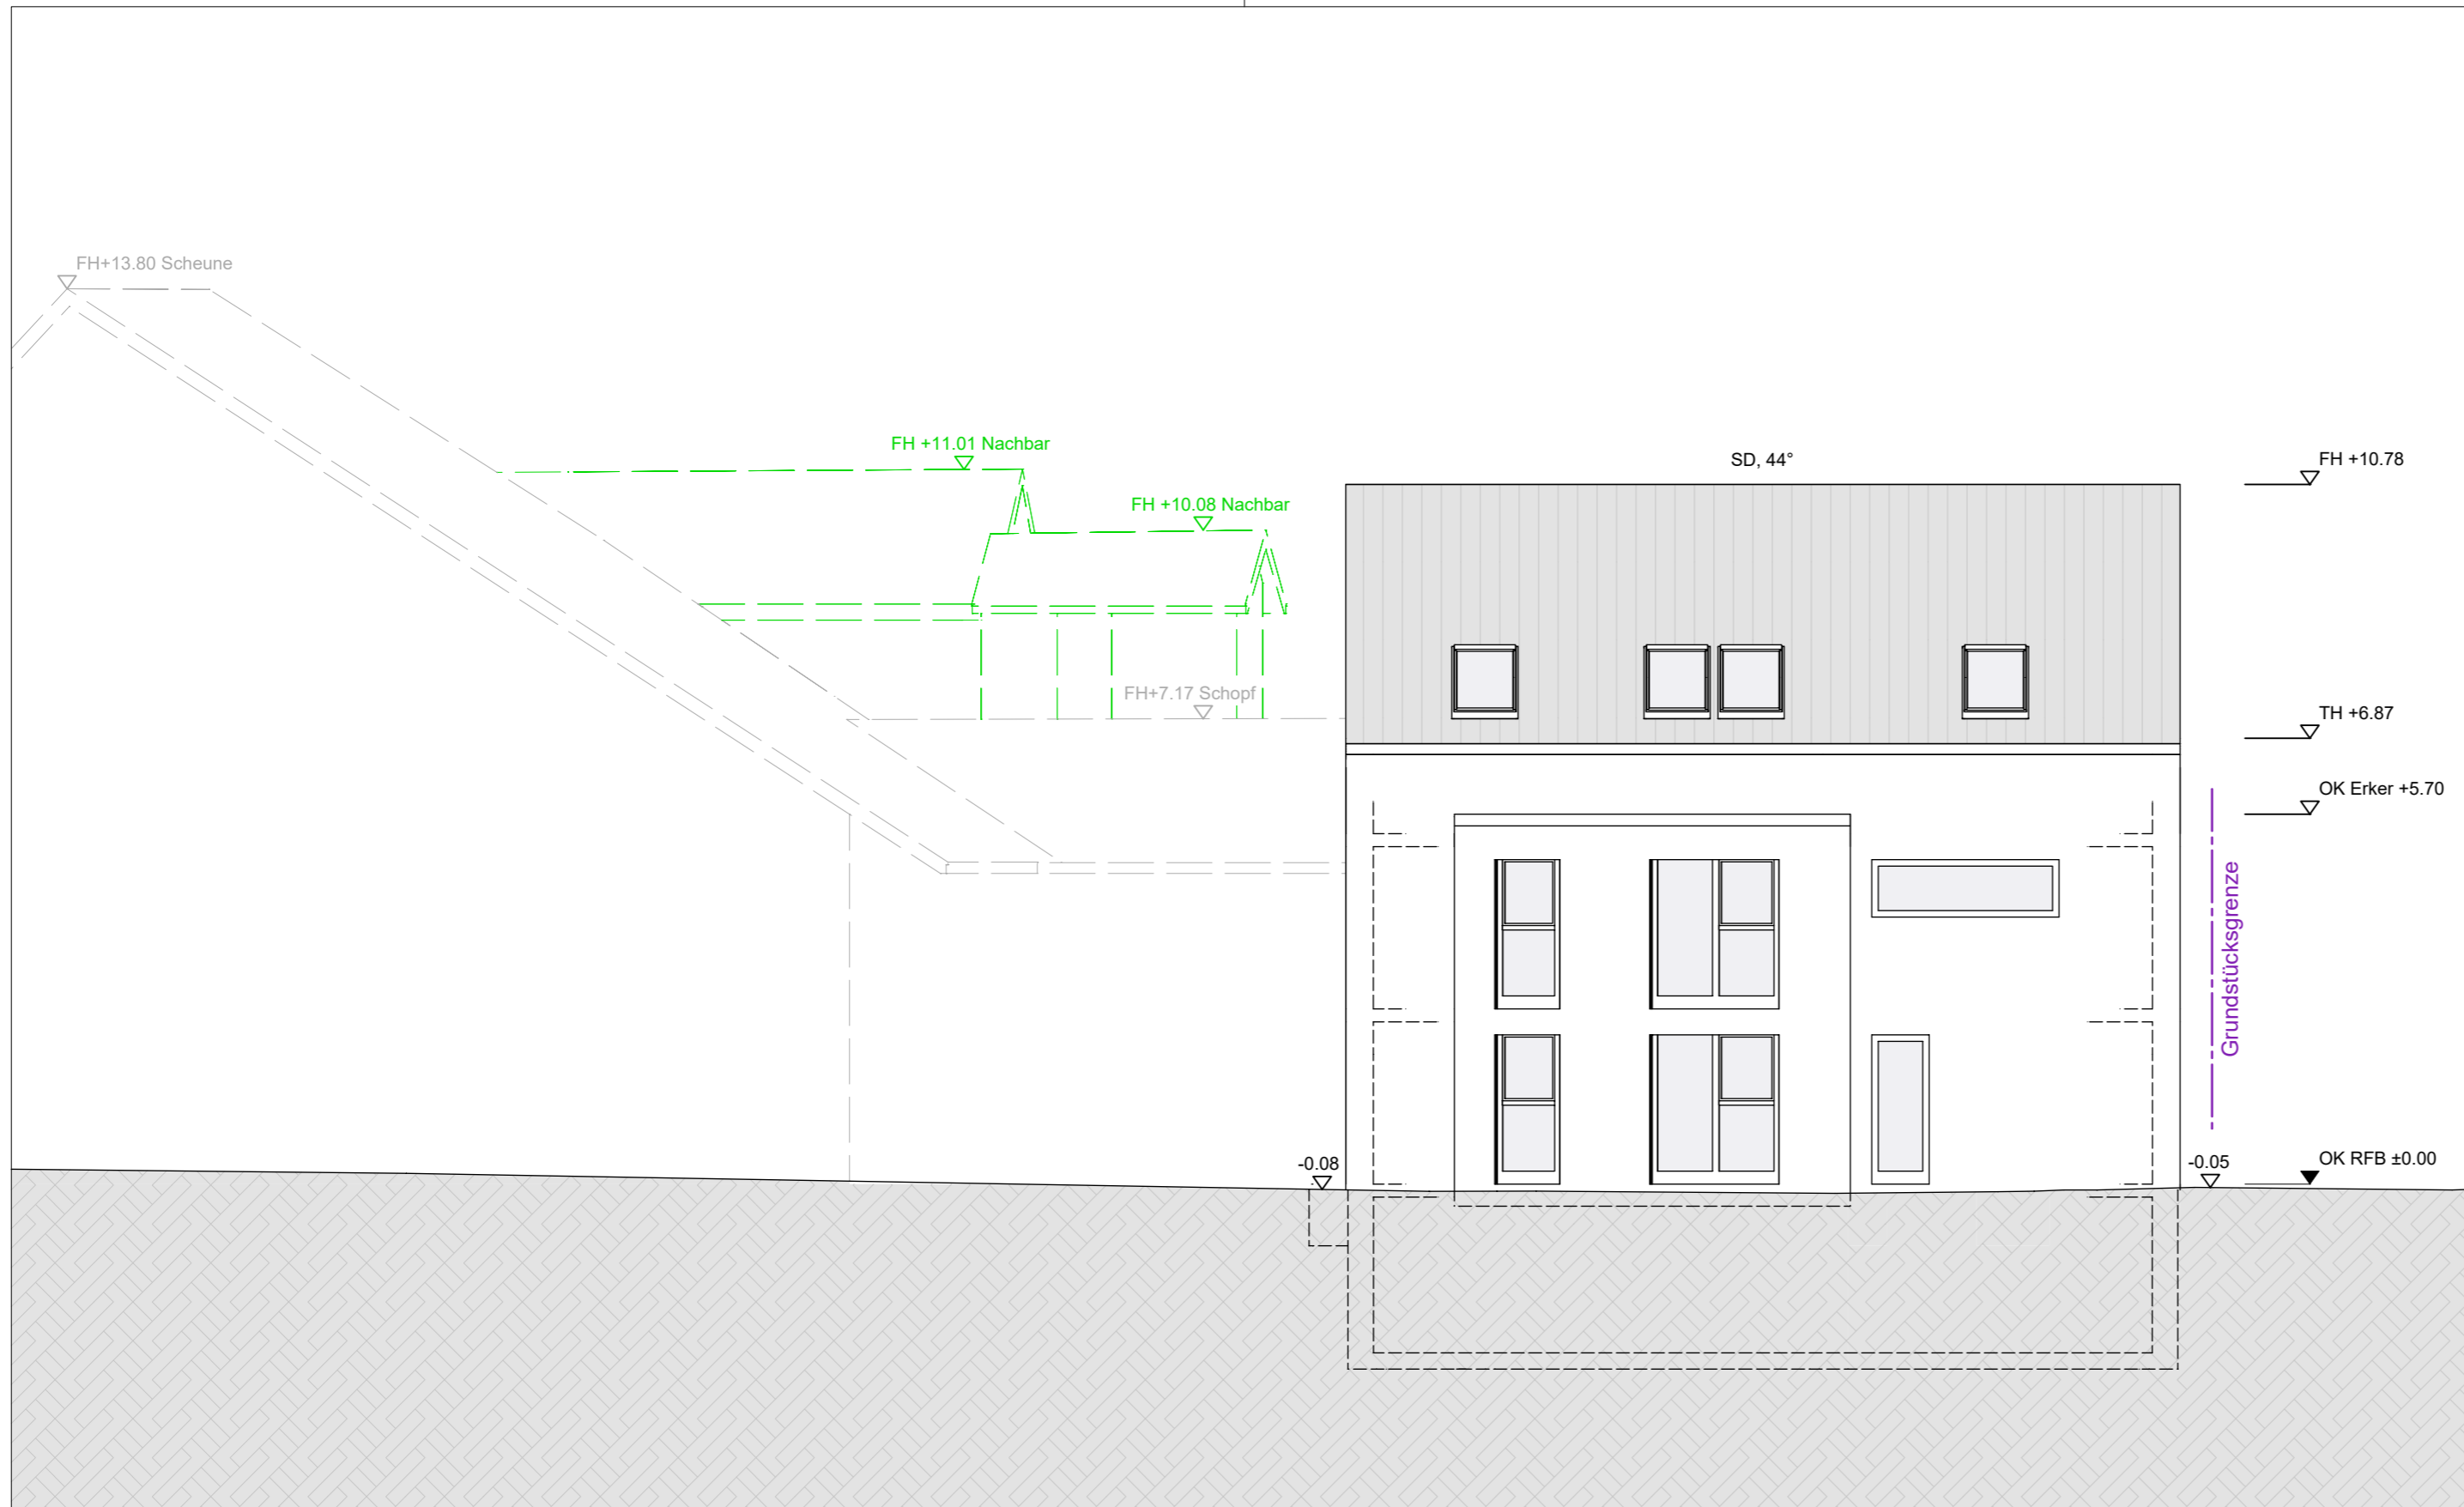 FH+13.80 Scheune
FH +11.01 Nachbar
SD, 44°
FH +10.78
FH +10.08 Nachbar
FH+7.17 Schopf
TH +6.87
OK Erker +5.70
Grundstücksgrenze
-0.08
-0.05
OK RFB ±0.00